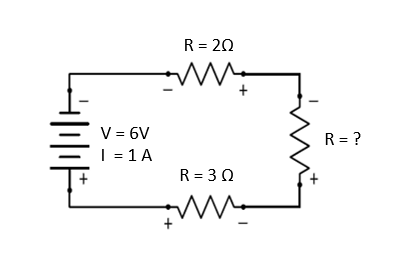 R = 2Ω
− +
− −
V = 6V
I = 1 A
R = ?
R = 3 Ω
+ +
+ −